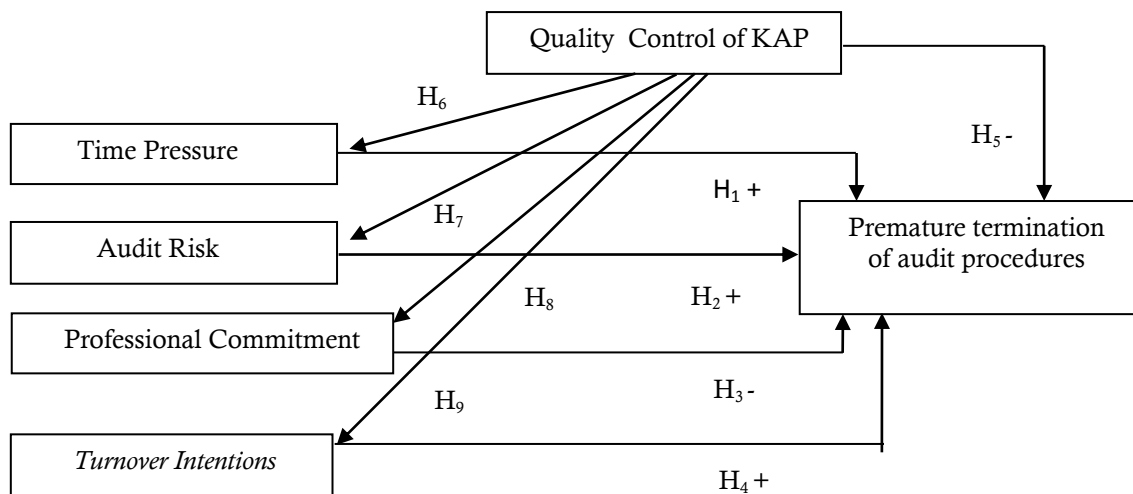 Quality Control of KAP
H6
Time Pressure
H5 -
H1 +
H7
Audit Risk
Premature termination
of audit procedures
H8
H2 +
Professional Commitment
H3 -
H9
Turnover Intentions
H4 +